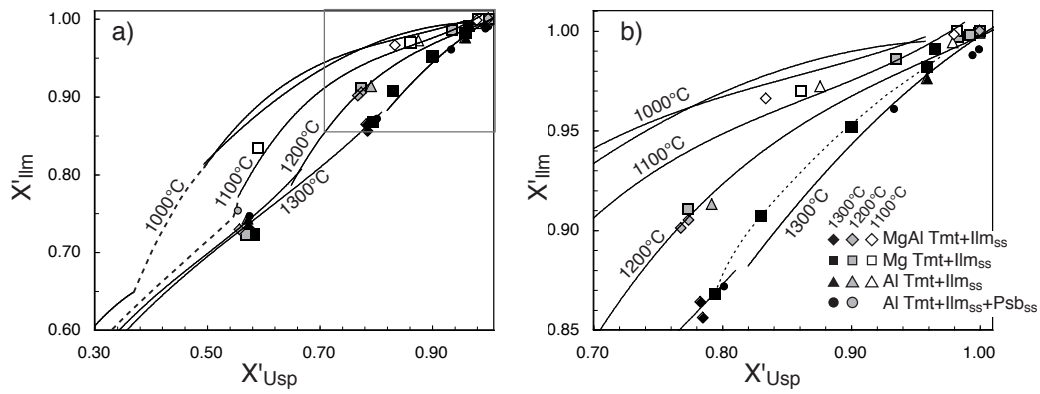 a)
X'Ilm
1.00
0.90
0.80
0.70
0.60
0.30
0.50
0.70
0.90
X'Usp
1000°C
1100°C
1200°C
1300°C
b)
1.00
0.95
0.90
0.85
0.70
0.80
0.90
1.00
X'Usp
1000°C
1100°C
1200°C
1300°C
1300°C 1200°C 1100°C
MgAl Tmt+Ilmss
Mg Tmt+Ilmss
Al Tmt+Ilmss
Al Tmt+Ilmss+Psbss